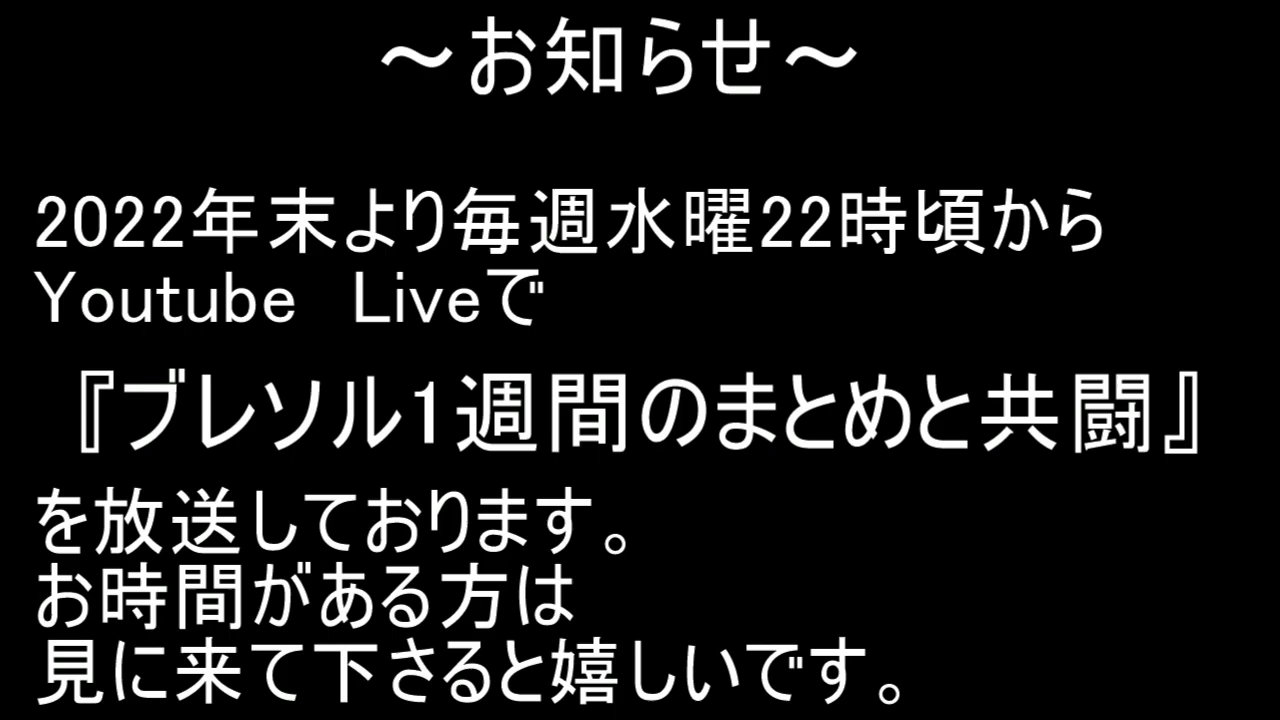 ～お知らせ～
2022年末より毎週水曜22時頃から
Youtube　Liveで
『ブレソル1週間のまとめと共闘』
を放送しております。
お時間がある方は
見に来て下さると嬉しいです。